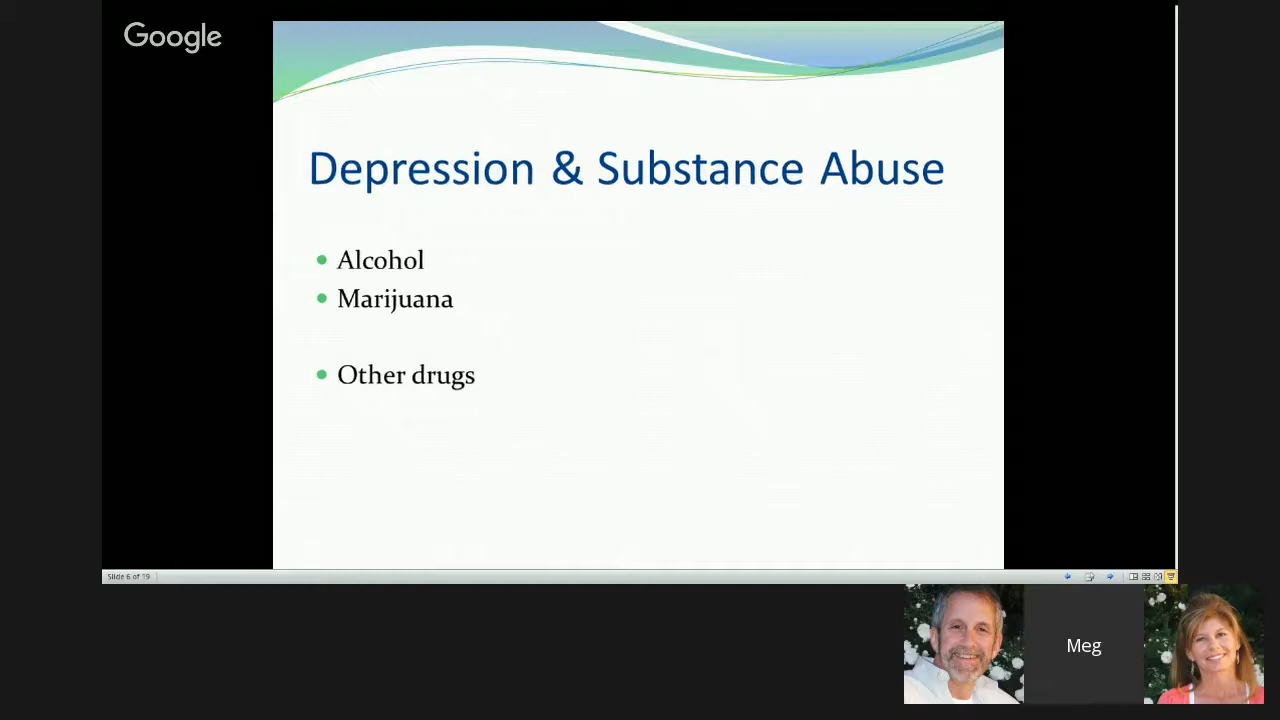 Google
Depression & Substance Abuse
Alcohol
Marijuana
Other drugs
Slide 6 of 19
Meg